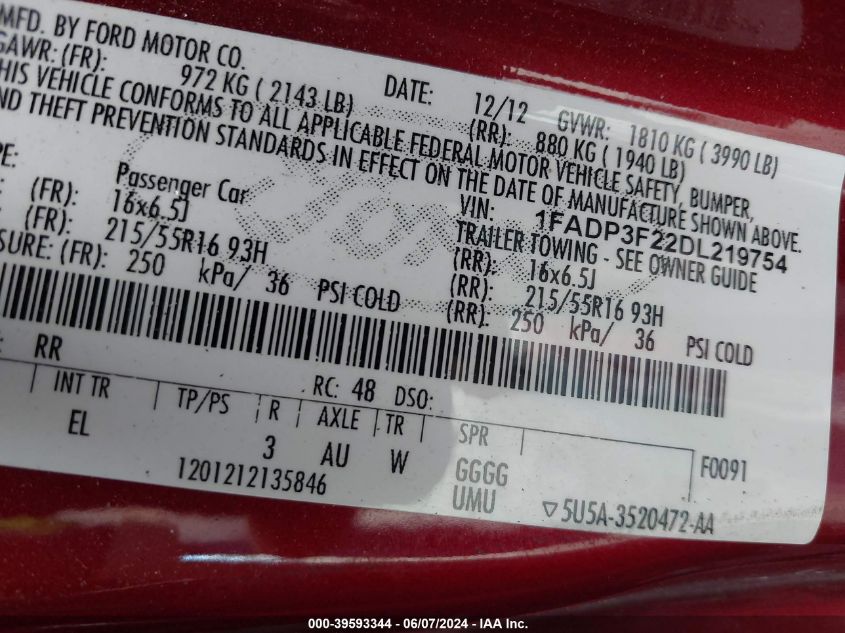 MFD. BY FORD MOTOR CO.
DATE: 12/12 GVWR: 1810 KG ( 3990 LB)
GAWR: (FR): 972 KG ( 2143 LB) (RR): 880 KG ( 1940 LB)
THIS VEHICLE CONFORMS TO ALL APPLICABLE FEDERAL MOTOR VEHICLE SAFETY, BUMPER,
AND THEFT PREVENTION STANDARDS IN EFFECT ON THE DATE OF MANUFACTURE SHOWN ABOVE.
VIN: 1FADP3F22DL219754
PE: Passenger Car TRAILER TOWING - SEE OWNER GUIDE
(FR): 16x6.5J (RR): 16x6.5J
(FR): 215/55R16 93H (RR): 215/55R16 93H
SURE: (FR): 250 kPa/ 36 PSI COLD (RR): 250 kPa/ 36 PSI COLD
RR RC: 48 DSO:
INT TR TP/PS R AXLE TR SPR F0091
EL 3 AU W GGGG
1201212135846 UMU ▽5U5A-3520472-AA
000-39593344 - 06/07/2024 - IAA Inc.